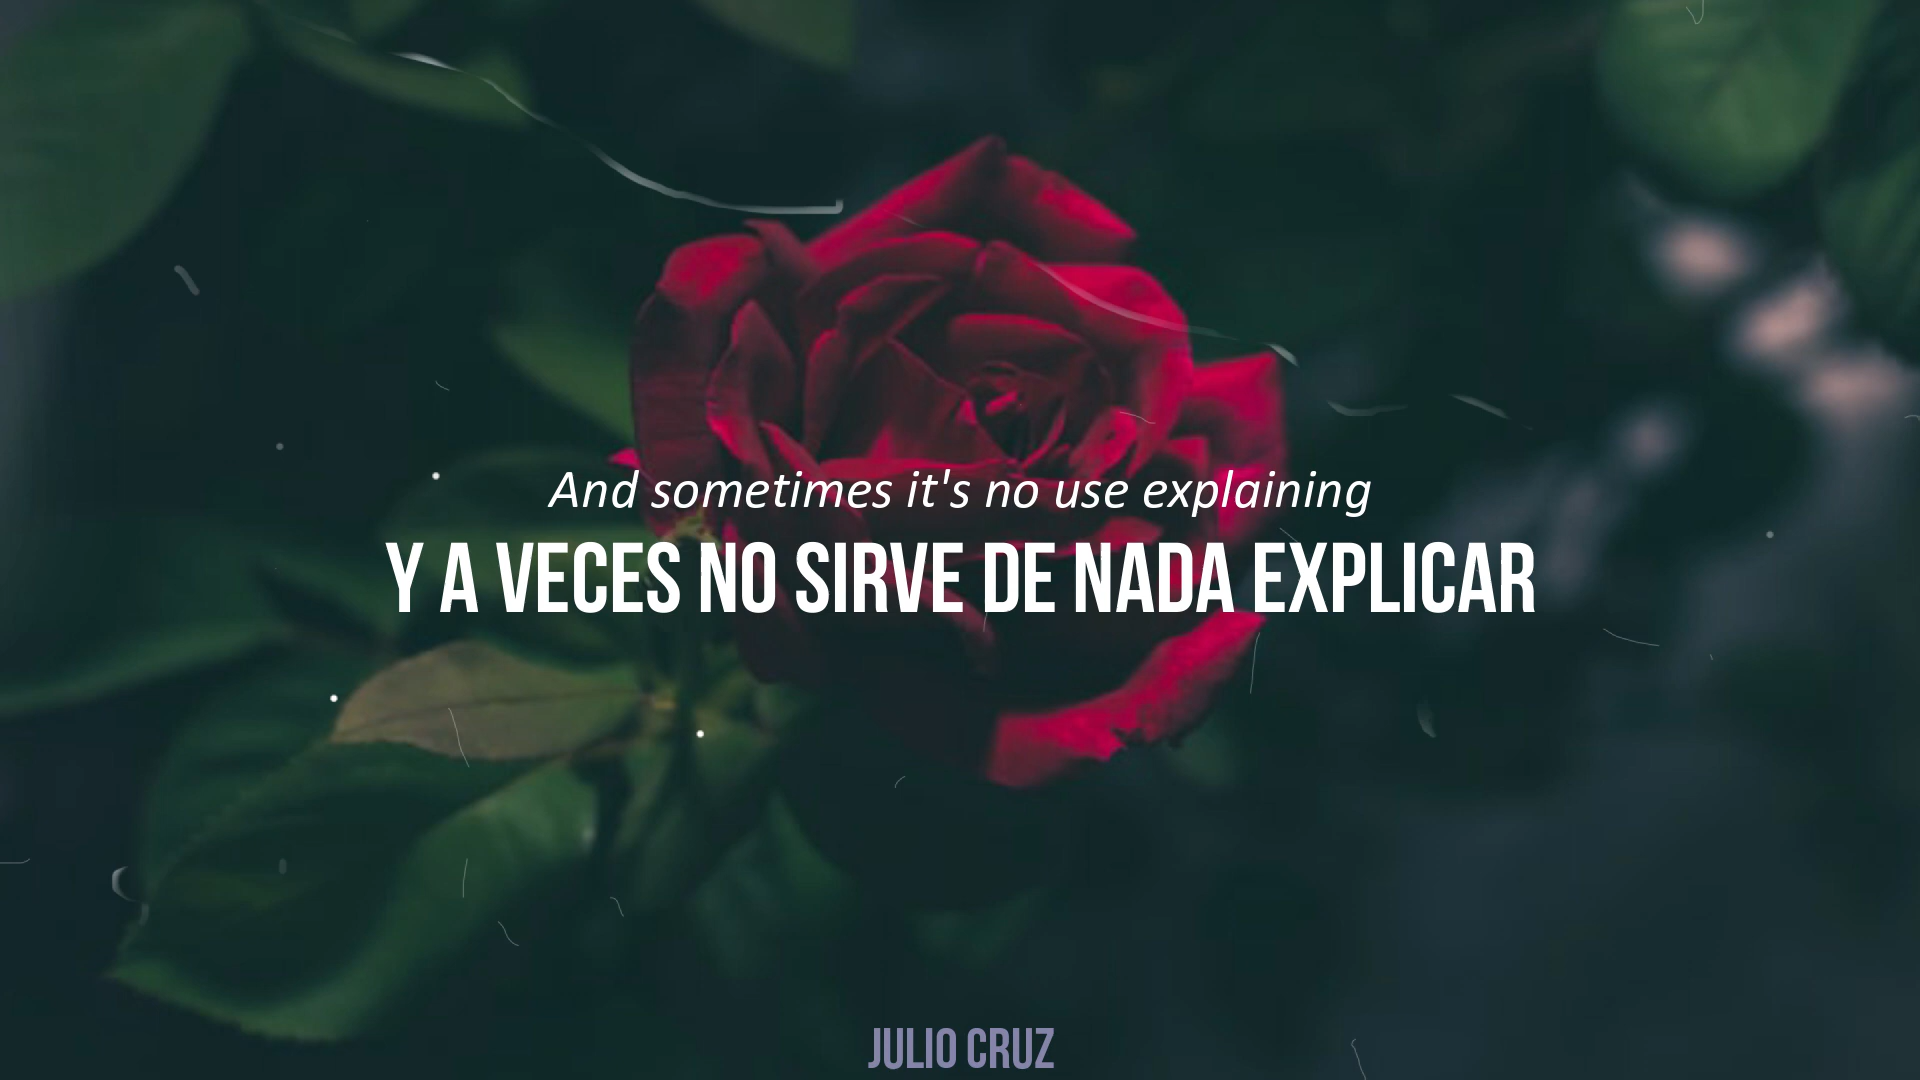 And sometimes it's no use explaining
Y A VECES NO SIRVE DE NADA EXPLICAR
JULIO CRUZ